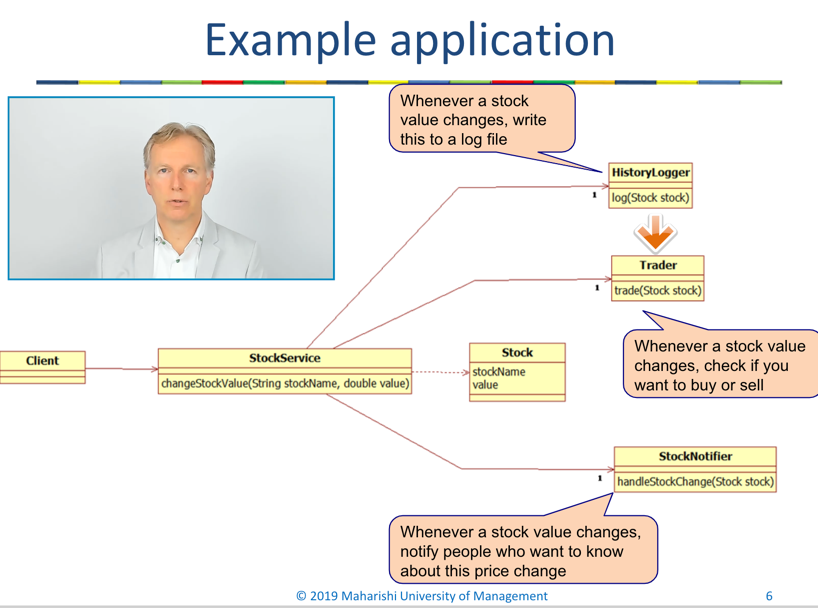 Example application
Whenever a stock
value changes, write
this to a log file
HistoryLogger
1
log(Stock stock)
Trader
1
trade(Stock stock)
Whenever a stock value
changes, check if you
want to buy or sell
Client
StockService
changeStockValue(String stockName, double value)
Stock
stockName
value
StockNotifier
1
handleStockChange(Stock stock)
Whenever a stock value changes,
notify people who want to know
about this price change
© 2019 Maharishi University of Management
6